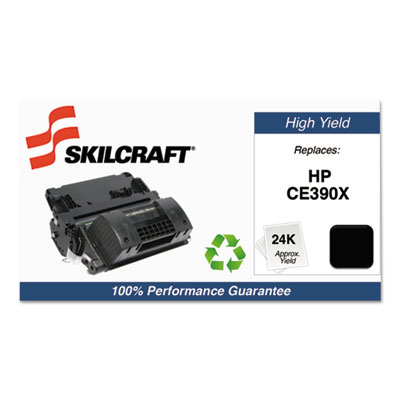 SKILCRAFT®
High Yield
Replaces:
HP
CE390X
24K
Approx.
Yield
100% Performance Guarantee